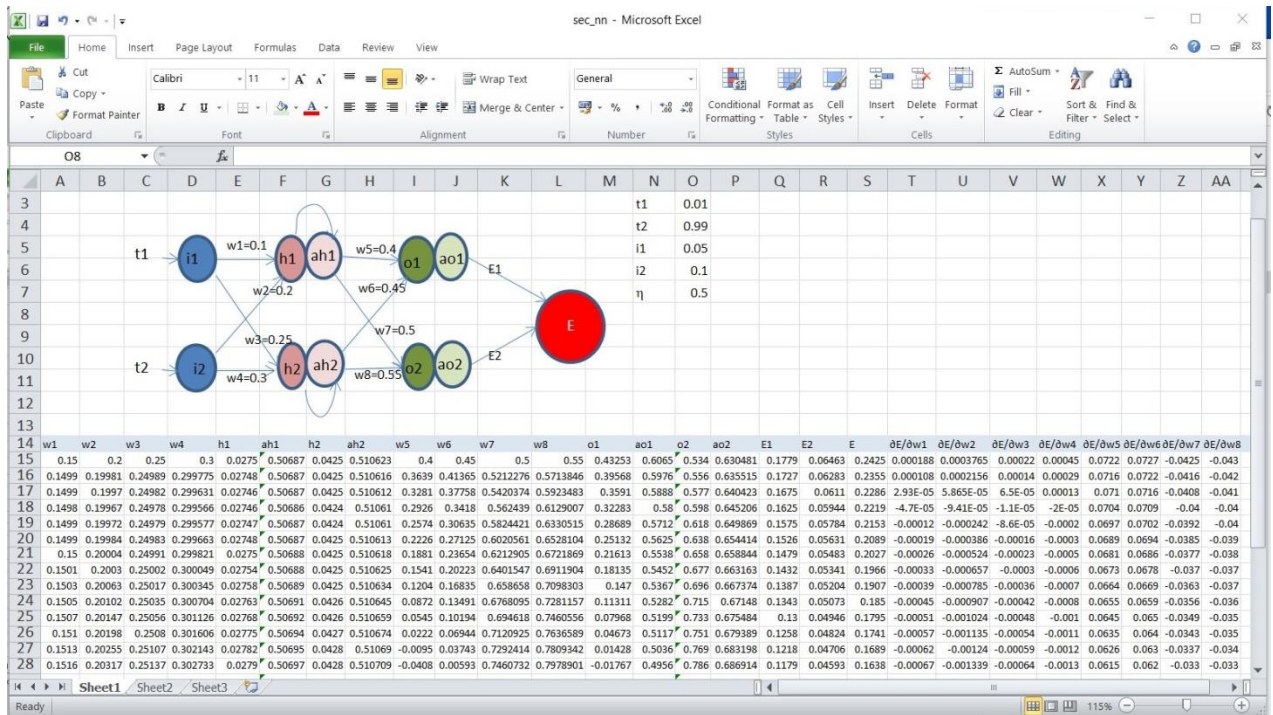 sec_nn - Microsoft Excel
File Home Insert Page Layout Formulas Data Review View
Cut
Copy
Format Painter
Paste
Calibri 11
Wrap Text
Merge & Center
General
Conditional Formatting
Format as Table
Cell Styles
Insert Delete Format
AutoSum
Fill
Clear
Sort & Filter
Find & Select
Clipboard Font Alignment Number Styles Cells Editing
O8 fx
A B C D E F G H I J K L M N O P Q R S T U V W X Y Z AA
3 t1 0.01
4 t2 0.99
5 i1 0.05
6 i2 0.1
7 η 0.5
8
9
10
11
12
13
t1 i1 w1=0.1 h1 ah1 w5=0.4 o1 ao1 E1
w2=0.2 w6=0.45
E
w3=0.25 w7=0.5
t2 i2 w4=0.3 h2 ah2 w8=0.55 o2 ao2 E2
14 w1 w2 w3 w4 h1 ah1 h2 ah2 w5 w6 w7 w8 o1 ao1 o2 ao2 E1 E2 E ∂E/∂w1 ∂E/∂w2 ∂E/∂w3 ∂E/∂w4 ∂E/∂w5 ∂E/∂w6 ∂E/∂w7 ∂E/∂w8
15 0.15 0.2 0.25 0.3 0.0275 0.50687 0.0425 0.510623 0.4 0.45 0.5 0.55 0.43253 0.6065 0.534 0.630481 0.1779 0.06463 0.2425 0.000188 0.0003765 0.00022 0.00045 0.0722 0.0727 -0.0425 -0.043
16 0.1499 0.19981 0.24989 0.299775 0.02748 0.50687 0.0425 0.510616 0.3639 0.41365 0.5212276 0.5713846 0.39568 0.5976 0.556 0.635515 0.1727 0.06283 0.2355 0.000108 0.0002156 0.00014 0.00029 0.0716 0.0722 -0.0416 -0.042
17 0.1499 0.1997 0.24982 0.299631 0.02746 0.50687 0.0425 0.510612 0.3281 0.37758 0.5420374 0.5923483 0.3591 0.5888 0.577 0.640423 0.1675 0.0611 0.2286 2.93E-05 5.865E-05 6.5E-05 0.00013 0.071 0.0716 -0.0408 -0.041
18 0.1498 0.19967 0.24978 0.299566 0.02746 0.50686 0.0424 0.51061 0.2926 0.3418 0.562439 0.6129007 0.32283 0.58 0.598 0.645206 0.1625 0.05944 0.2219 -4.7E-05 -9.41E-05 -1.1E-05 -2E-05 0.0704 0.0709 -0.04 -0.04
19 0.1499 0.19972 0.24979 0.299577 0.02747 0.50687 0.0424 0.51061 0.2574 0.30635 0.5824421 0.6330515 0.28689 0.5712 0.618 0.649869 0.1575 0.05784 0.2153 -0.00012 -0.000242 -8.6E-05 -0.0002 0.0697 0.0702 -0.0392 -0.04
20 0.1499 0.19984 0.24983 0.299663 0.02748 0.50687 0.0425 0.510613 0.2226 0.27125 0.6020561 0.6528104 0.25132 0.5625 0.638 0.654414 0.1526 0.05631 0.2089 -0.00019 -0.000386 -0.00016 -0.0003 0.0689 0.0694 -0.0385 -0.039
21 0.15 0.20004 0.24991 0.299821 0.0275 0.50688 0.0425 0.510618 0.1881 0.23654 0.6212905 0.6721869 0.21613 0.5538 0.658 0.658844 0.1479 0.05483 0.2027 -0.00026 -0.000524 -0.00023 -0.0005 0.0681 0.0686 -0.0377 -0.038
22 0.1501 0.2003 0.25002 0.300049 0.02754 0.50688 0.0425 0.510625 0.1541 0.20223 0.6401547 0.6911904 0.18135 0.5452 0.677 0.663163 0.1432 0.05341 0.1966 -0.00033 -0.000657 -0.0003 -0.0006 0.0673 0.0678 -0.037 -0.037
23 0.1503 0.20063 0.25017 0.300345 0.02758 0.50689 0.0425 0.510634 0.1204 0.16835 0.658658 0.7098303 0.147 0.5367 0.696 0.667374 0.1387 0.05204 0.1907 -0.00039 -0.000785 -0.00036 -0.0007 0.0664 0.0669 -0.0363 -0.037
24 0.1505 0.20102 0.25035 0.300704 0.02763 0.50691 0.0426 0.510645 0.0872 0.13491 0.6768095 0.7281157 0.11311 0.5282 0.715 0.67148 0.1343 0.05073 0.185 -0.00045 -0.000907 -0.00042 -0.0008 0.0655 0.0659 -0.0356 -0.036
25 0.1507 0.20147 0.25056 0.301126 0.02768 0.50692 0.0426 0.510659 0.0545 0.10194 0.694618 0.7460556 0.07968 0.5199 0.733 0.675484 0.13 0.04946 0.1795 -0.00051 -0.001024 -0.00048 -0.001 0.0645 0.065 -0.0349 -0.035
26 0.151 0.20198 0.2508 0.301606 0.02775 0.50694 0.0427 0.510674 0.0222 0.06944 0.7120925 0.7636589 0.04673 0.5117 0.751 0.679389 0.1258 0.04824 0.1741 -0.00057 -0.001135 -0.00054 -0.0011 0.0635 0.064 -0.0343 -0.035
27 0.1513 0.20255 0.25107 0.302143 0.02782 0.50695 0.0428 0.51069 -0.0095 0.03743 0.7292414 0.7809342 0.01428 0.5036 0.769 0.683198 0.1218 0.04706 0.1689 -0.00062 -0.00124 -0.00059 -0.0012 0.0626 0.063 -0.0337 -0.034
28 0.1516 0.20317 0.25137 0.302733 0.0279 0.50697 0.0428 0.510709 -0.0408 0.00593 0.7460732 0.7978901 -0.01767 0.4956 0.786 0.686914 0.1179 0.04593 0.1638 -0.00067 -0.001339 -0.00064 -0.0013 0.0615 0.062 -0.033 -0.033
Sheet1 Sheet2 Sheet3
Ready 115%